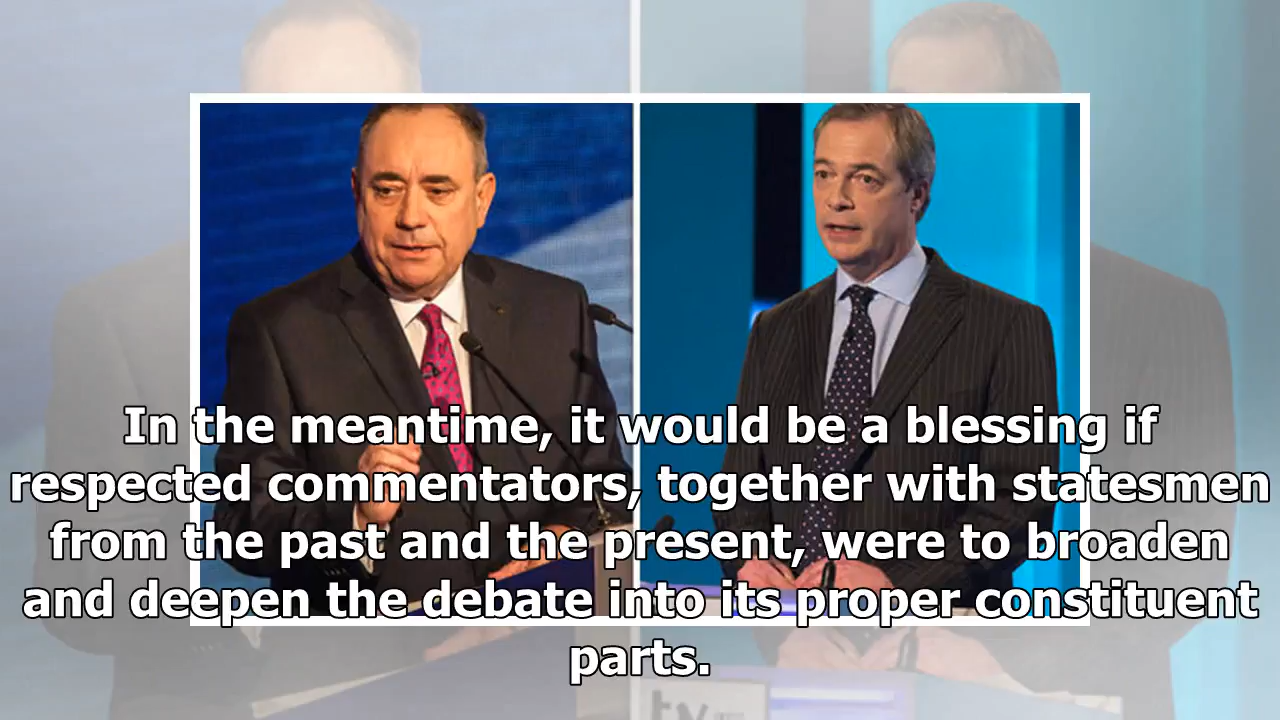 In the meantime, it would be a blessing if
respected commentators, together with statesmen
from the past and the present, were to broaden
and deepen the debate into its proper constituent
parts.